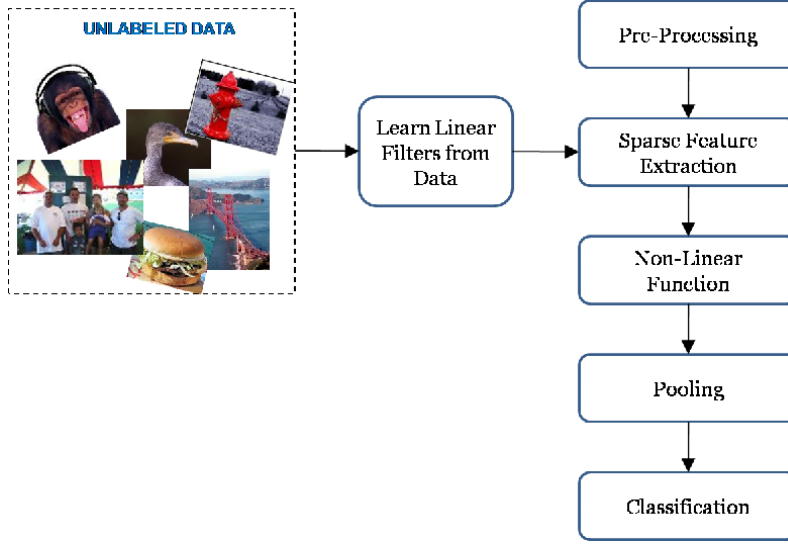 UNLABELED DATA
Learn Linear
Filters from
Data
Pre-Processing
Sparse Feature
Extraction
Non-Linear
Function
Pooling
Classification